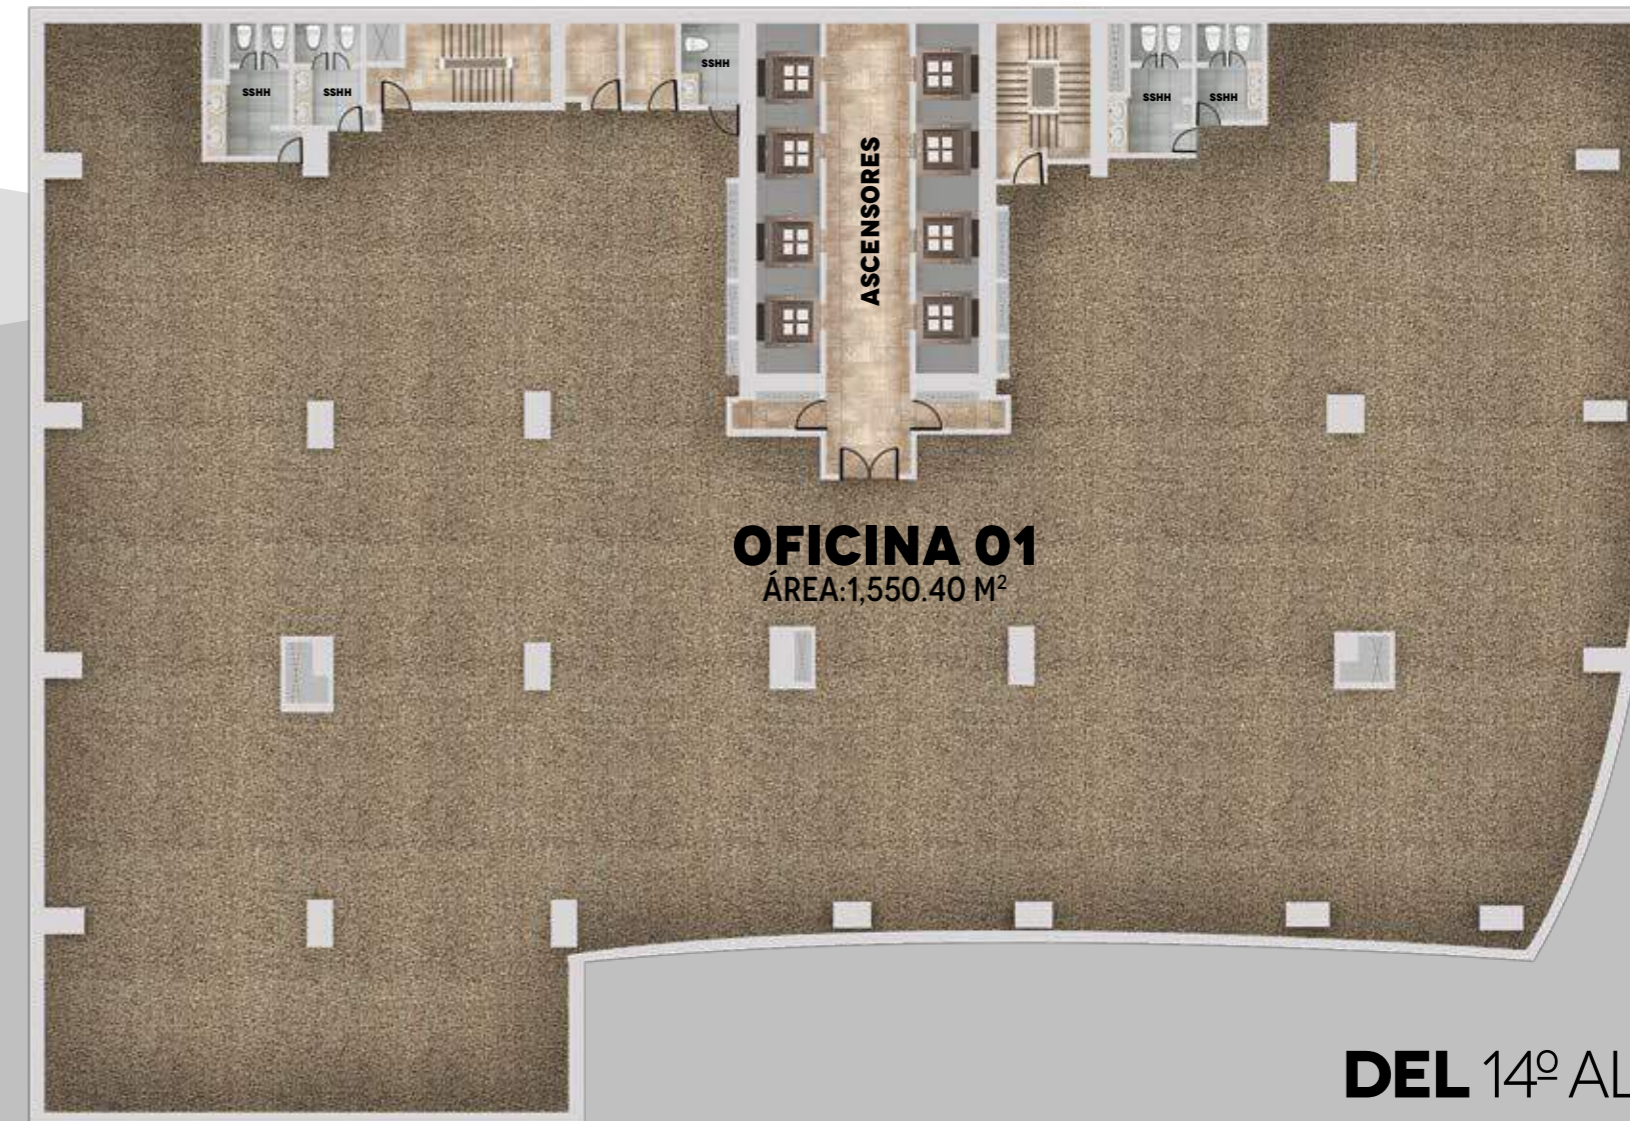 SSHH
SSHH
SSHH
SSHH
SSHH
ASCENSORES
OFICINA 01
ÁREA:1,550.40 M²
DEL 14º AL